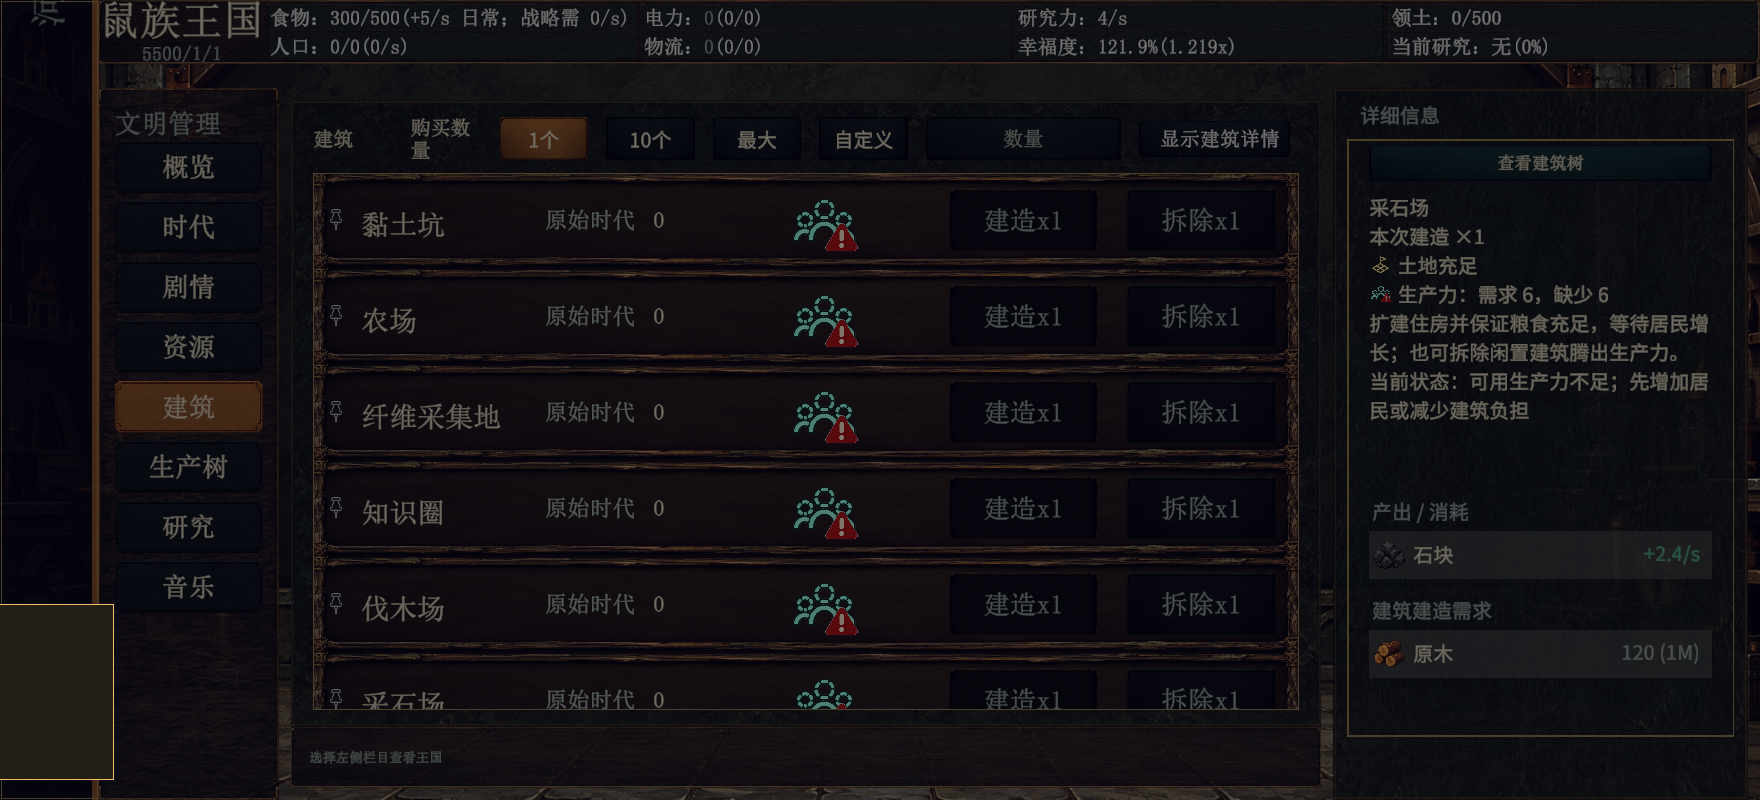 鼠族王国
5500/1/1
食物: 300/500(+5/s 日常; 战略需 0/s)
人口: 0/0(0/s)
电力: 0(0/0)
物流: 0(0/0)
研究力: 4/s
幸福度: 121.9%(1.219x)
领土: 0/500
当前研究: 无(0%)
文明管理
概览
时代
剧情
资源
建筑
生产树
研究
音乐
建筑
购买数
量
1个
10个
最大
自定义
数量
显示建筑详情
黏土坑 原始时代 0 建造x1 拆除x1
农场 原始时代 0 建造x1 拆除x1
纤维采集地 原始时代 0 建造x1 拆除x1
知识圈 原始时代 0 建造x1 拆除x1
伐木场 原始时代 0 建造x1 拆除x1
采石场 原始时代 0 建造x1 拆除x1
选择左侧栏目查看王国
详细信息
查看建筑树
采石场
本次建造 ×1
土地充足
生产力：需求 6，缺少 6
扩建住房并保证粮食充足，等待居民增
长；也可拆除闲置建筑腾出生产力。
当前状态：可用生产力不足；先增加居
民或减少建筑负担
产出 / 消耗
石块 +2.4/s
建筑建造需求
原木 120 (1M)